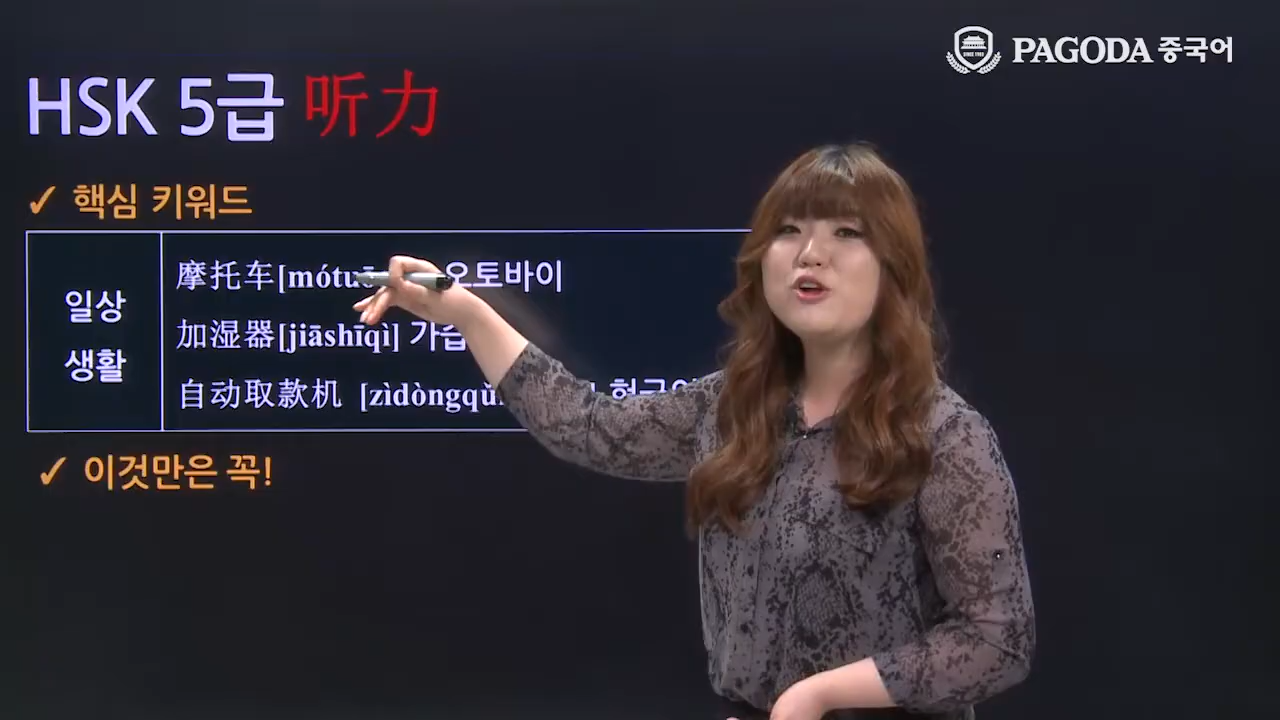 PAGODA 중국어
HSK 5급 听力
✓ 핵심 키워드
일상
생활
摩托车 오토바이
加湿器[jiāshīqì]
自动取款机
✓ 이것만은 꼭!